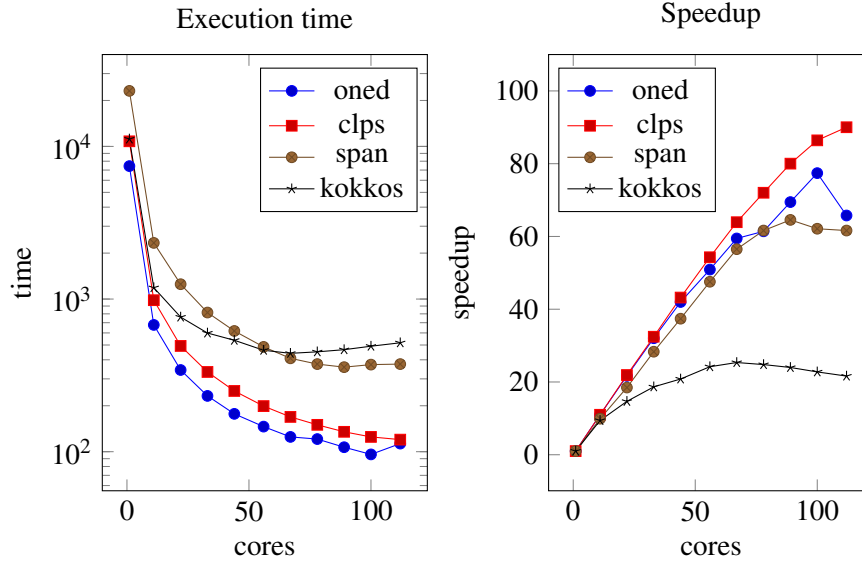 Execution time
10^4
10^3
10^2
0
50
100
time
cores
oned
clps
span
kokkos
Speedup
100
80
60
40
20
0
0
50
100
speedup
cores
oned
clps
span
kokkos